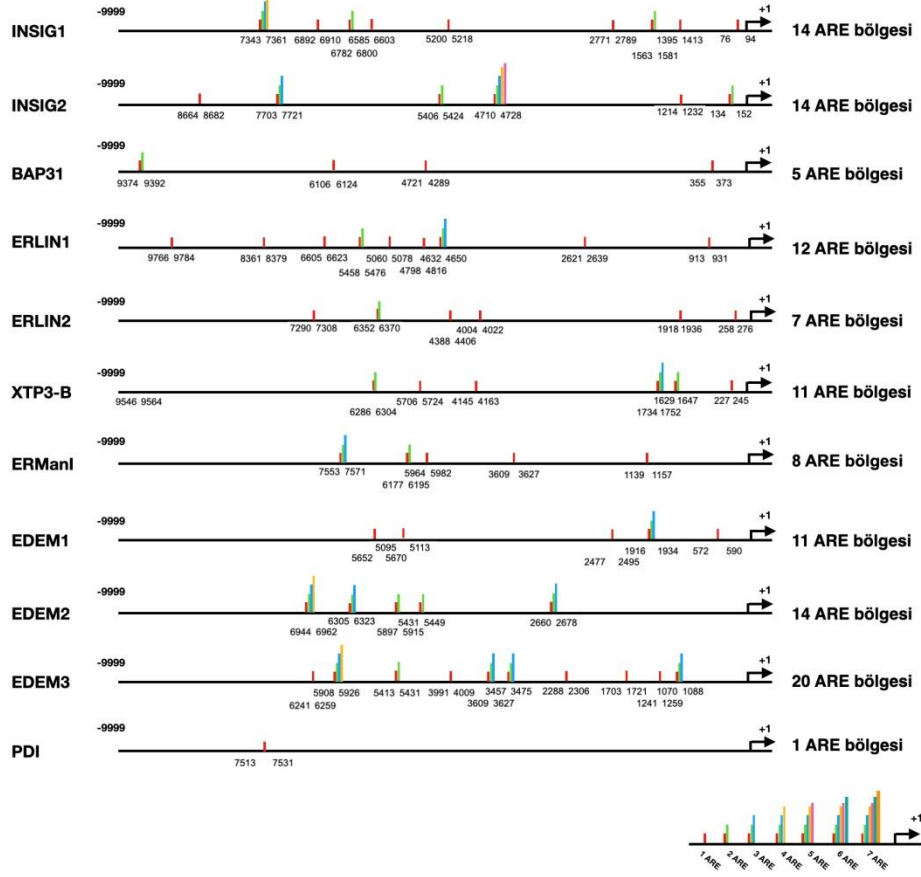 INSIG1
7343 7361 6892 6910 6585 6603 5200 5218 2771 2789 1395 1413 76 94
6782 6800 1563 1581
14 ARE bölgesi
-9999 +1
INSIG2
8664 8682 7703 7721 5406 5424 4710 4728 1214 1232 134 152
14 ARE bölgesi
-9999 +1
BAP31
9374 9392 6106 6124 4721 4289 355 373
5 ARE bölgesi
-9999 +1
ERLIN1
9766 9784 8361 8379 6605 6623 5060 5078 4632 4650 2621 2639 913 931
5458 5476 4798 4816
12 ARE bölgesi
-9999 +1
ERLIN2
7290 7308 6352 6370 4004 4022 1918 1936 258 276
4388 4406
7 ARE bölgesi
-9999 +1
XTP3-B
9546 9564 6286 6304 5706 5724 4145 4163 1629 1647 227 245
1734 1752
11 ARE bölgesi
-9999 +1
ERManI
7553 7571 5964 5982 3609 3627 1139 1157
6177 6195
8 ARE bölgesi
-9999 +1
EDEM1
5095 5113 1916 1934 572 590
5652 5670 2477 2495
11 ARE bölgesi
-9999 +1
EDEM2
6305 6323 5431 5449 2660 2678
6944 6962 5897 5915
14 ARE bölgesi
-9999 +1
EDEM3
5908 5926 5413 5431 3991 4009 3457 3475 2288 2306 1703 1721 1070 1088
6241 6259 3609 3627 1241 1259
20 ARE bölgesi
-9999 +1
PDI
7513 7531
1 ARE bölgesi
+1
1 ARE 2 ARE 3 ARE 4 ARE 5 ARE 6 ARE 7 ARE